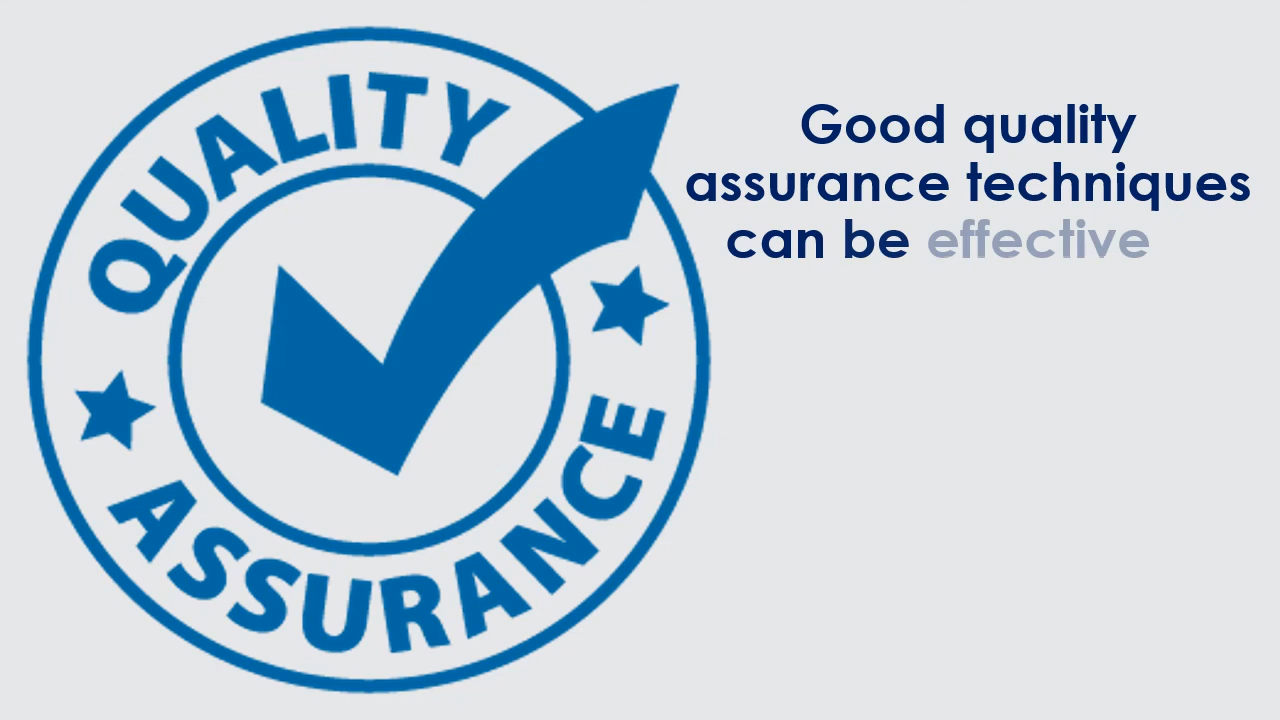 QUALITY
ASSURANCE
Good quality
assurance techniques
can be effective